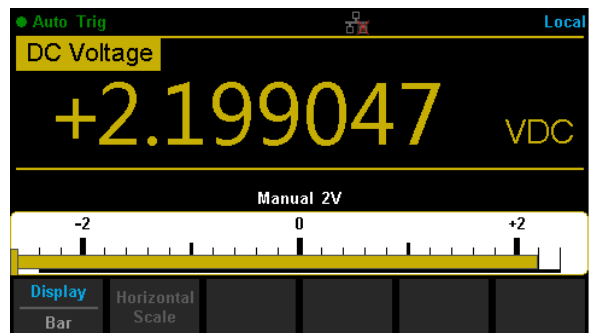 Auto Trig Local
DC Voltage
+2.199047 VDC
Manual 2V
-2 0 +2
Display Horizontal
Scale
Bar